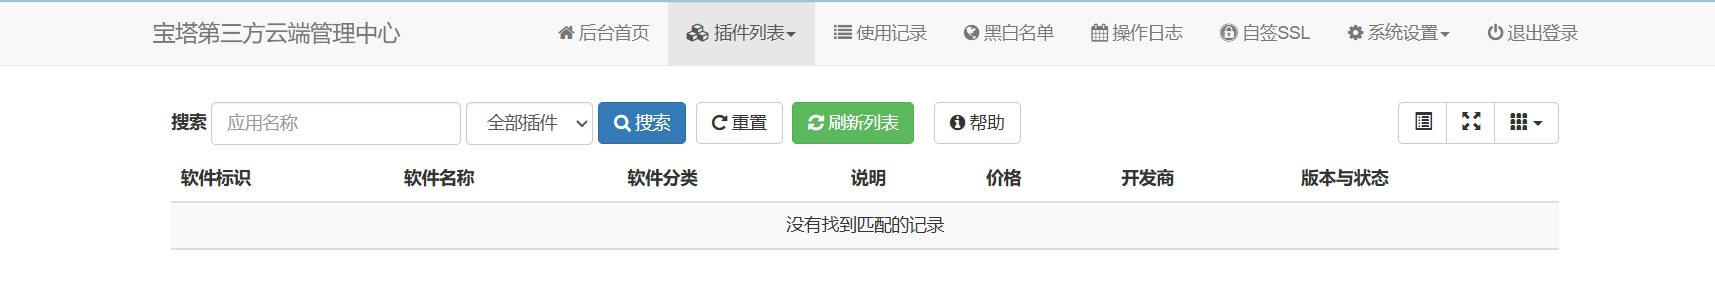 宝塔第三方云端管理中心 后台首页 插件列表 使用记录 黑白名单 操作日志 自签SSL 系统设置 退出登录
搜索 应用名称 全部插件 搜索 重置 刷新列表 帮助
软件标识 软件名称 软件分类 说明 价格 开发商 版本与状态
没有找到匹配的记录